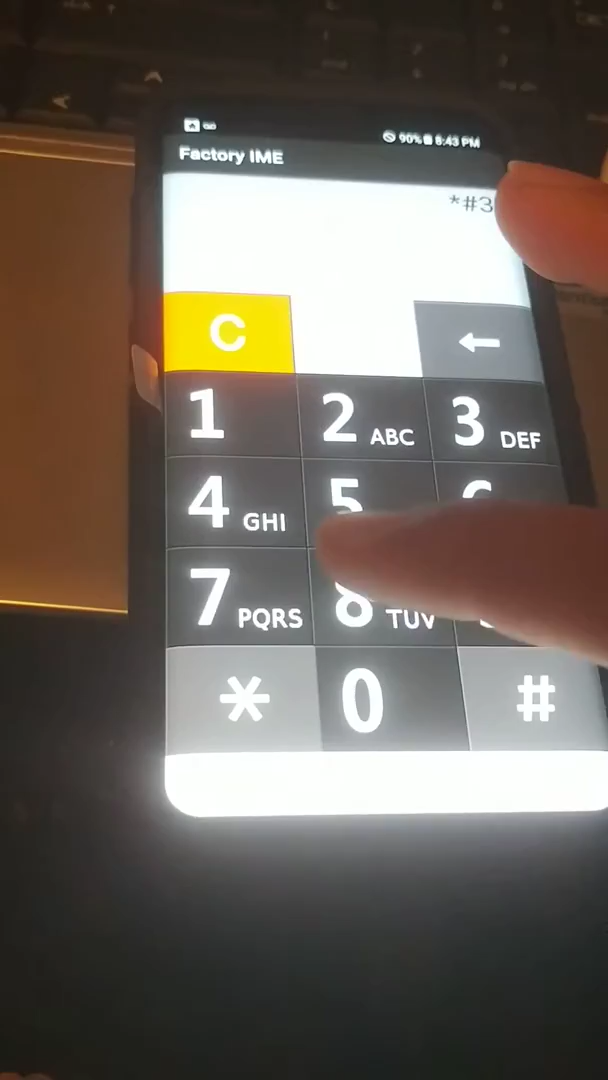 90% 8:43 PM
Factory IME
*#3
C ←
1 2 ABC 3 DEF
4 GHI 5
7 PQRS 8 TUV
* 0 #